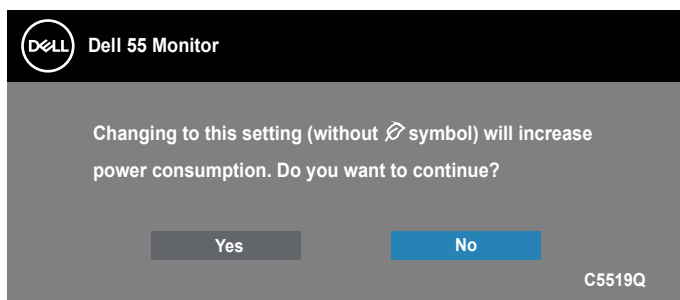 DELL Dell 55 Monitor
Changing to this setting (without symbol) will increase
power consumption. Do you want to continue?
Yes No
C5519Q